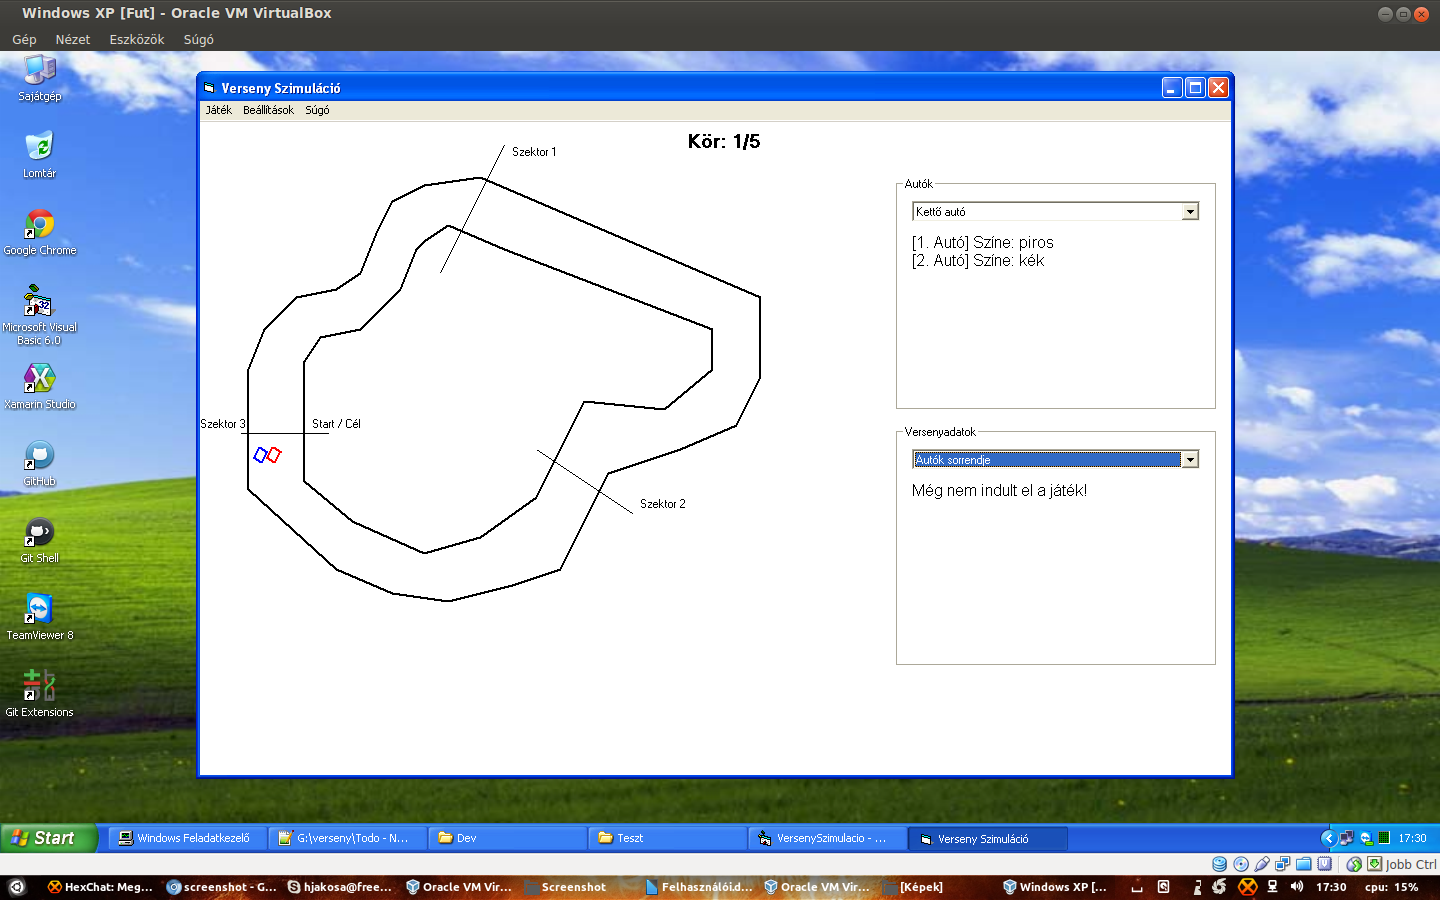 Windows XP [Fut] - Oracle VM VirtualBox
Gép Nézet Eszközök Súgó
Sajátgép
Lomtár
Google Chrome
Microsoft Visual
Basic 6.0
Xamarin Studio
GitHub
Git Shell
TeamViewer 8
Git Extensions
Verseny Szimuláció
Játék Beállítások Súgó
Kör: 1/5
Szektor 1
Szektor 3
Start / Cél
Szektor 2
Autók
Kettő autó
[1. Autó] Színe: piros
[2. Autó] Színe: kék
Versenyadatok
Autók sorrendje
Még nem indult el a játék!
Start
Windows Feladatkezelő
G:\verseny\Todo - N...
Dev
Teszt
VersenySzimulacio - ...
Verseny Szimuláció
17:30
Jobb Ctrl
HexChat: Meg...
screenshot - G...
hjakosa@free...
Oracle VM Vir...
Screenshot
Felhasználói.d...
Oracle VM Vir...
[Képek]
Windows XP [...
17:30
cpu: 15%